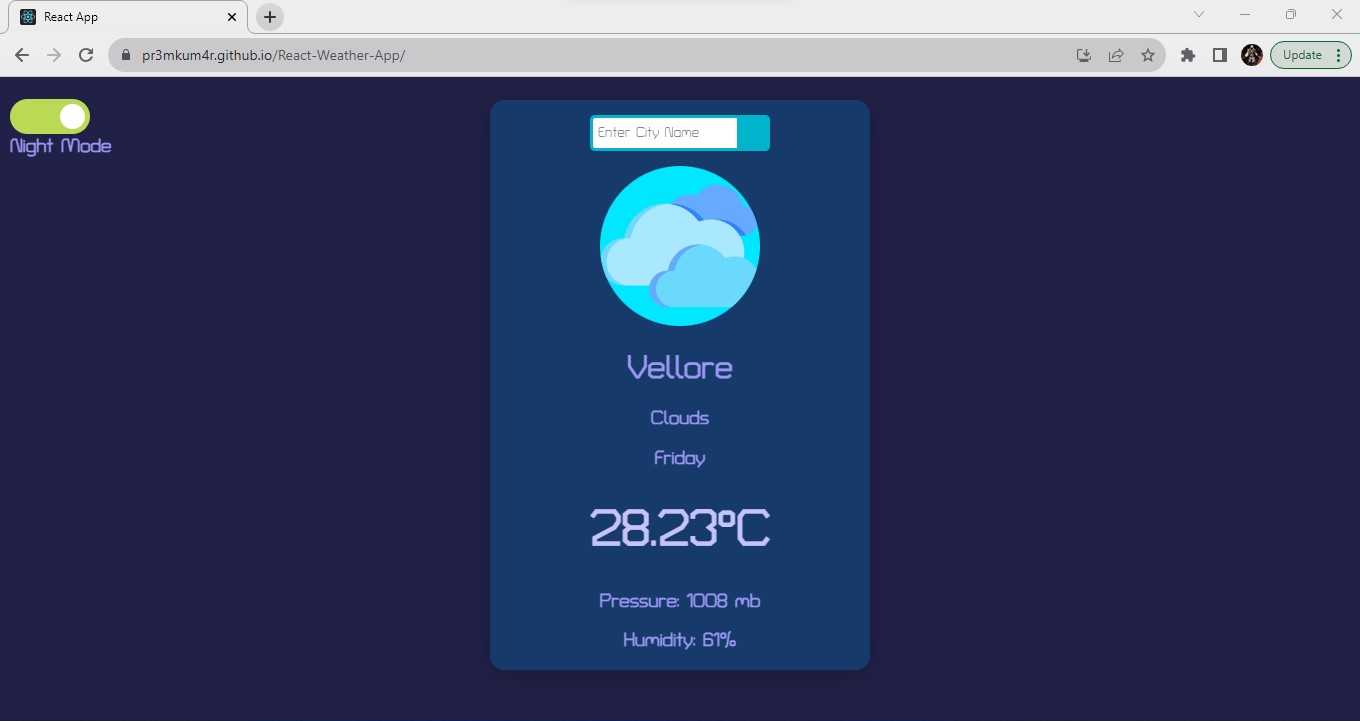 React App
pr3mkum4r.github.io/React-Weather-App/
Update
Night Mode
Enter City Name
Vellore
Clouds
Friday
28.23°C
Pressure: 1008 mb
Humidity: 61%